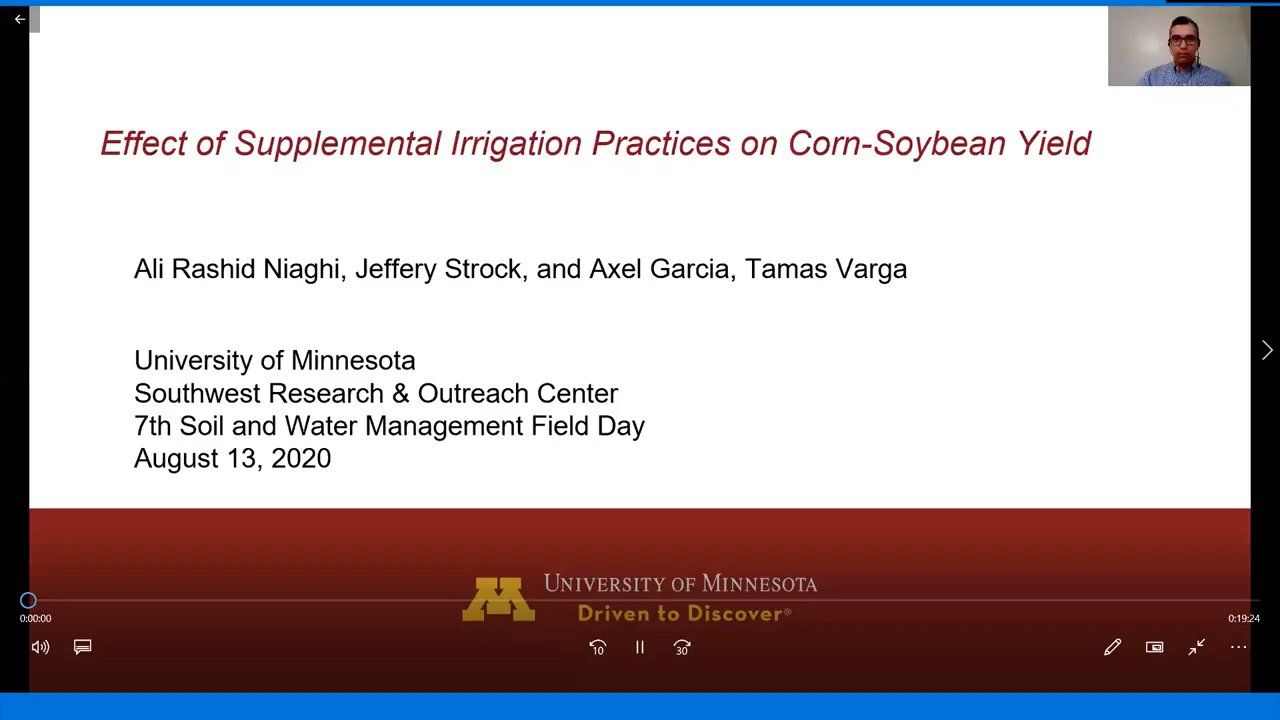 Effect of Supplemental Irrigation Practices on Corn-Soybean Yield
Ali Rashid Niaghi, Jeffery Strock, and Axel Garcia, Tamas Varga
University of Minnesota
Southwest Research & Outreach Center
7th Soil and Water Management Field Day
August 13, 2020
M
UNIVERSITY OF MINNESOTA
Driven to Discover®
0:00:00
0:19:24
10
30